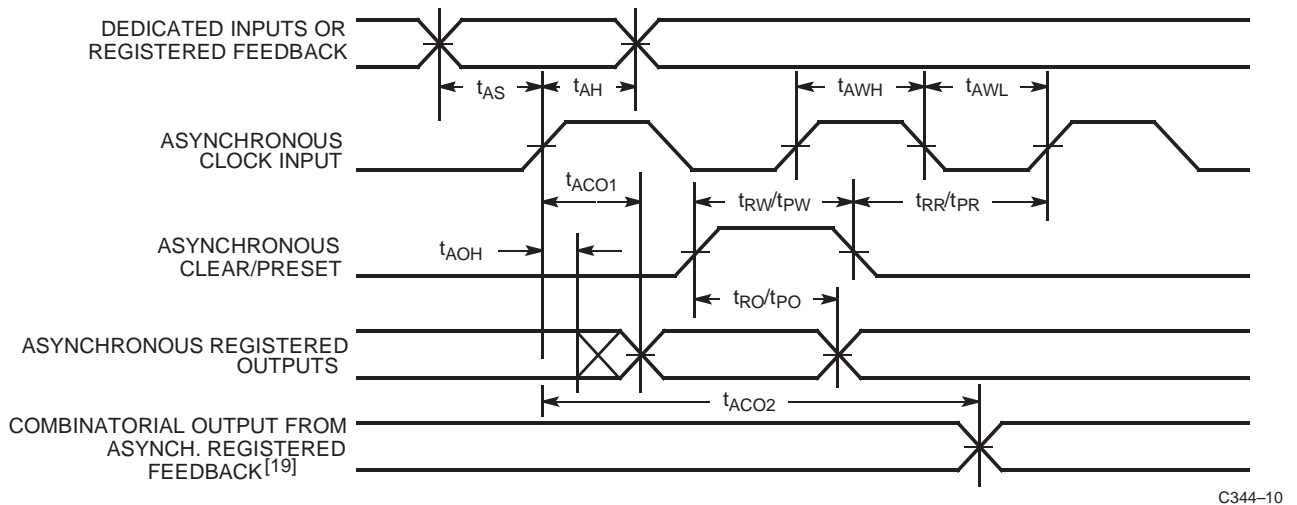 DEDICATED INPUTS OR
REGISTERED FEEDBACK
tAS
tAH
tAWH
tAWL
ASYNCHRONOUS
CLOCK INPUT
tACO1
tRW/tPW
tRR/tPR
ASYNCHRONOUS
CLEAR/PRESET
tAOH
tRO/tPO
ASYNCHRONOUS REGISTERED
OUTPUTS
tACO2
COMBINATORIAL OUTPUT FROM
ASYNCH. REGISTERED
FEEDBACK[19]
C344–10